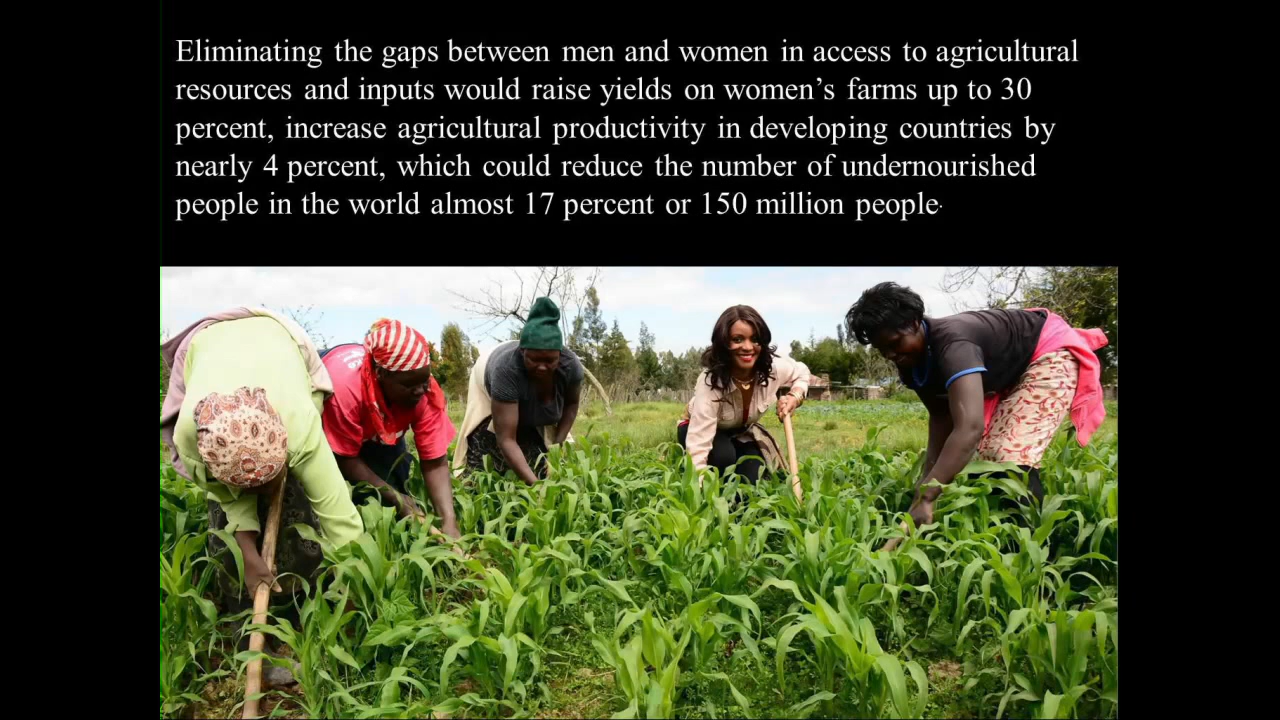 Eliminating the gaps between men and women in access to agricultural
resources and inputs would raise yields on women’s farms up to 30
percent, increase agricultural productivity in developing countries by
nearly 4 percent, which could reduce the number of undernourished
people in the world almost 17 percent or 150 million people.